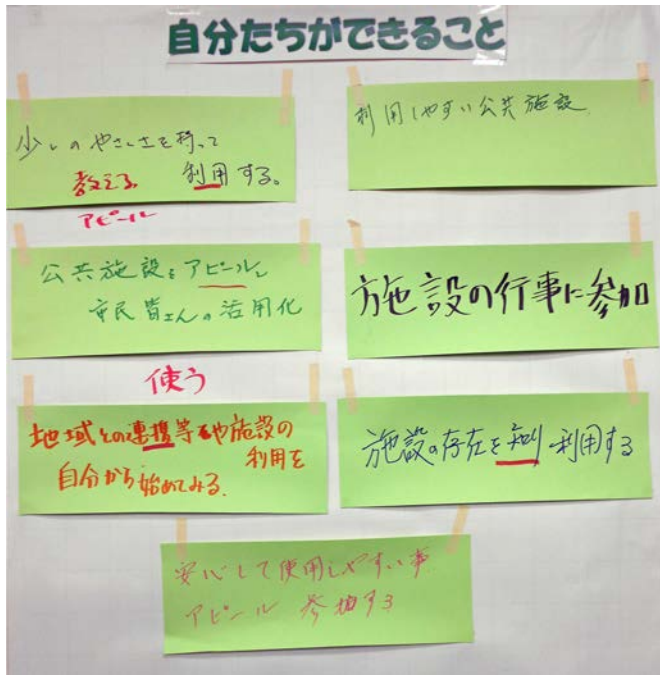 自分たちができること
少しのやさしさを持って
教える 利用する。
アピール
利用しやすい公共施設
公共施設をアピールし
市民皆さんの活用化
施設の行事に参加
使う
地域との連携等や施設の
利用を
自分から始めてみる。
施設の存在を知り利用する
安心して使用しやすい事
アピール 参加する